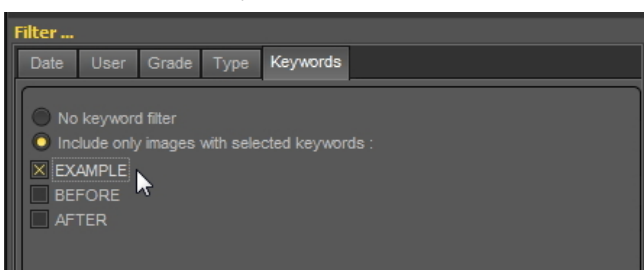 Filter ...
Date User Grade Type Keywords
No keyword filter
Include only images with selected keywords :
EXAMPLE
BEFORE
AFTER